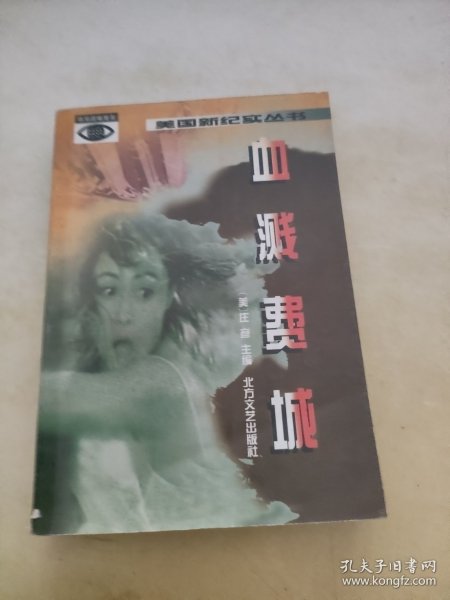 美国新纪实丛书
血溅费城
（美）庄彦 主编
北方文艺出版社
孔夫子旧书网
www.kongfz.com